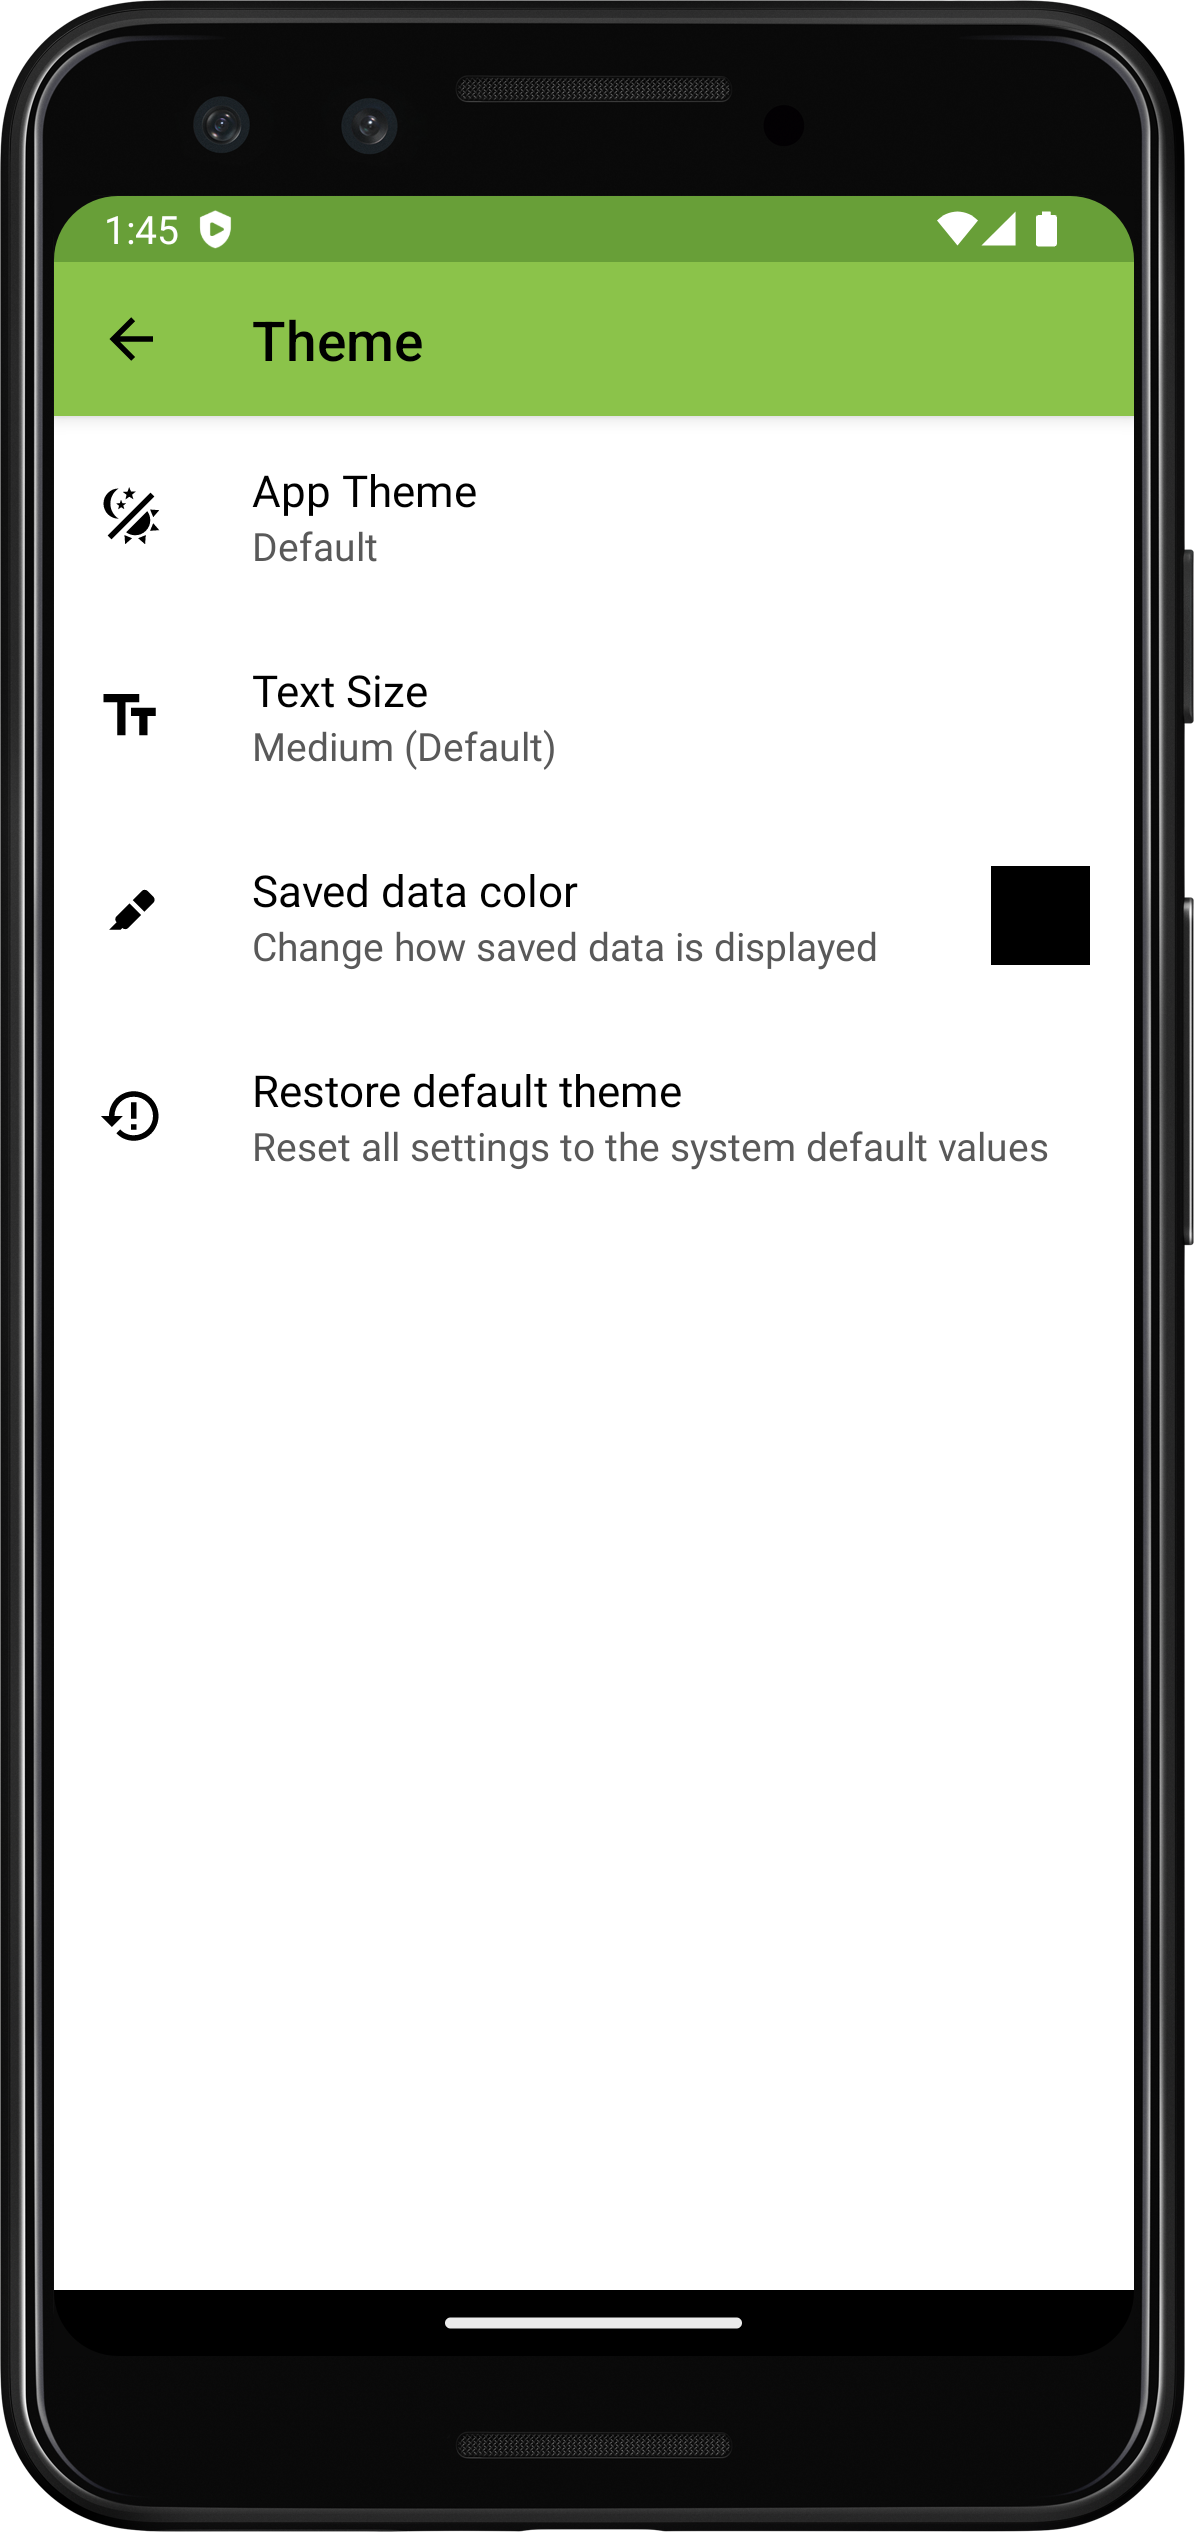 1:45
Theme
App Theme
Default
Text Size
Medium (Default)
Saved data color
Change how saved data is displayed
Restore default theme
Reset all settings to the system default values